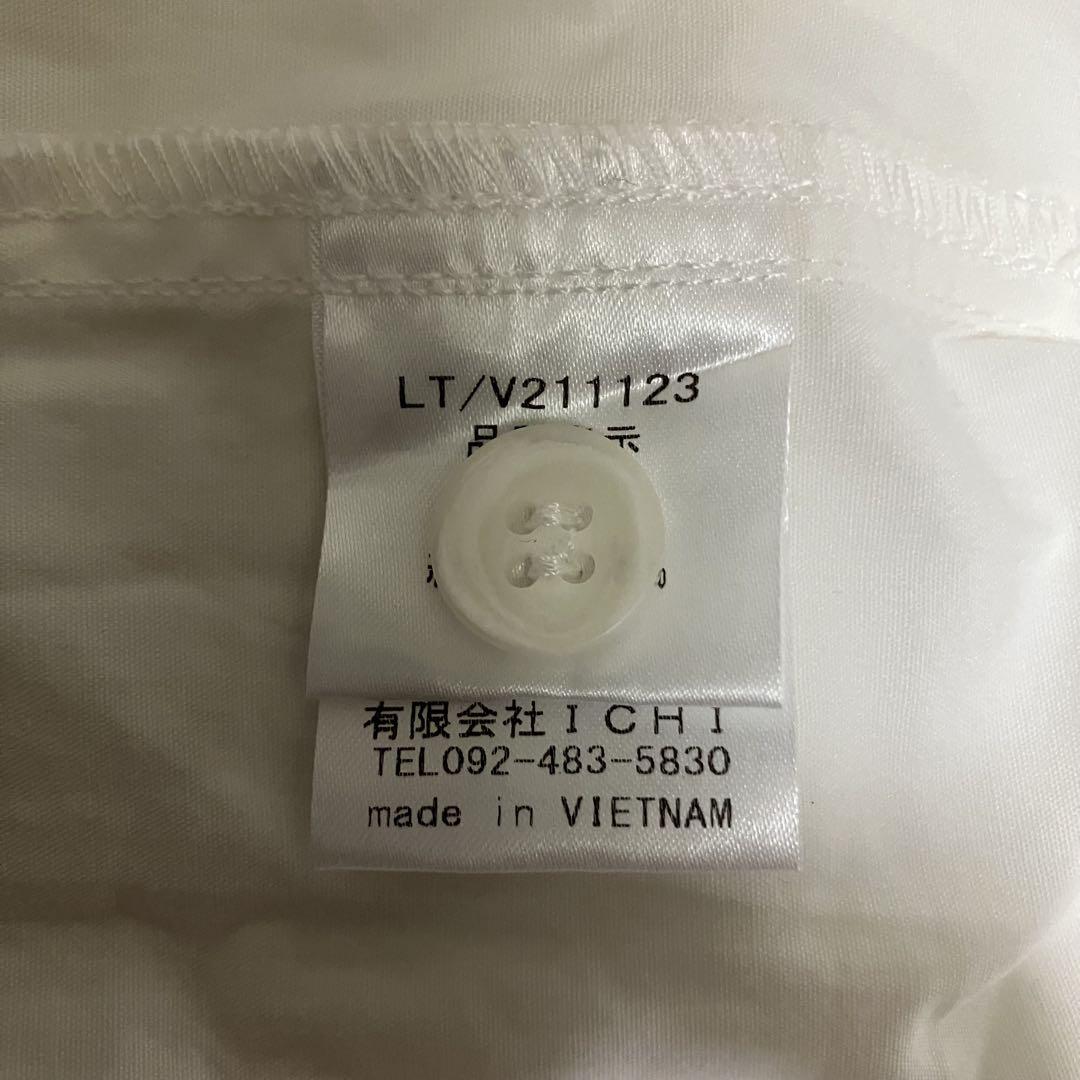 LT/V211123
有限会社ICHI
TEL092-483-5830
made in VIETNAM